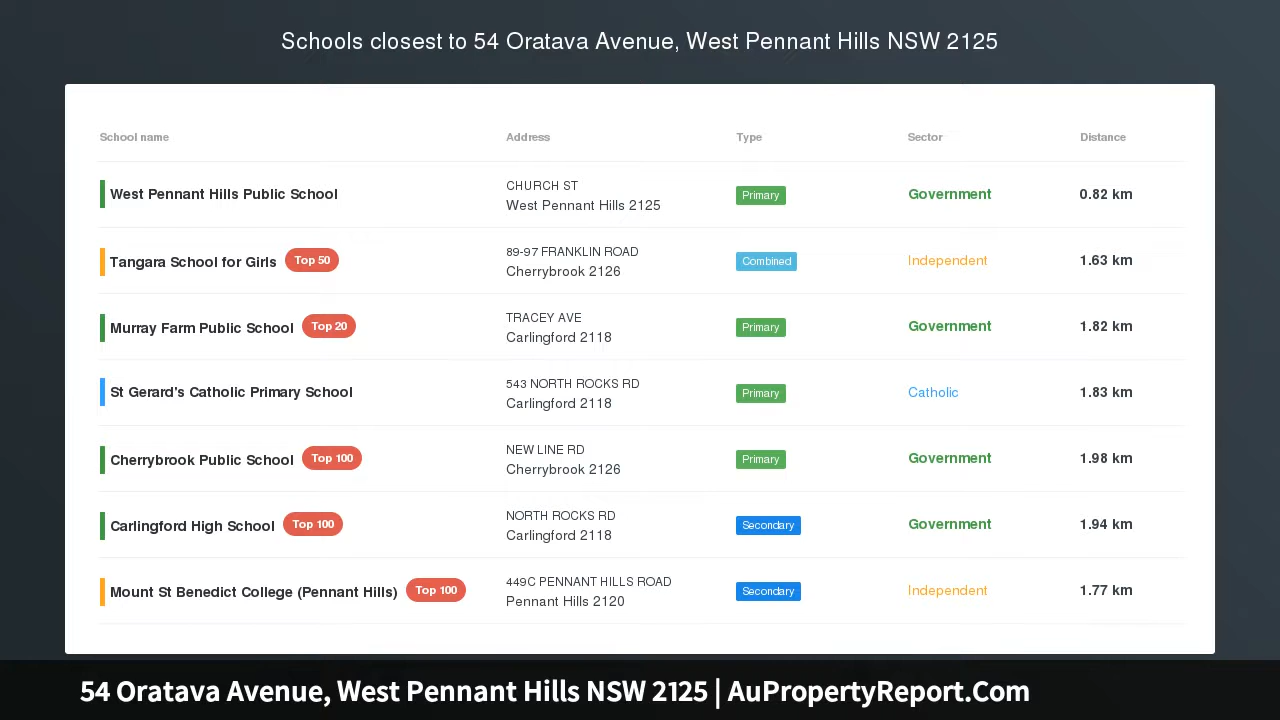 Schools closest to 54 Oratava Avenue, West Pennant Hills NSW 2125
School name Address Type Sector Distance
West Pennant Hills Public School CHURCH ST West Pennant Hills 2125 Primary Government 0.82 km
Tangara School for Girls Top 50 89-97 FRANKLIN ROAD Cherrybrook 2126 Combined Independent 1.63 km
Murray Farm Public School Top 20 TRACEY AVE Carlingford 2118 Primary Government 1.82 km
St Gerard's Catholic Primary School 543 NORTH ROCKS RD Carlingford 2118 Primary Catholic 1.83 km
Cherrybrook Public School Top 100 NEW LINE RD Cherrybrook 2126 Primary Government 1.98 km
Carlingford High School Top 100 NORTH ROCKS RD Carlingford 2118 Secondary Government 1.94 km
Mount St Benedict College (Pennant Hills) Top 100 449C PENNANT HILLS ROAD Pennant Hills 2120 Secondary Independent 1.77 km
54 Oratava Avenue, West Pennant Hills NSW 2125 | AuPropertyReport.Com